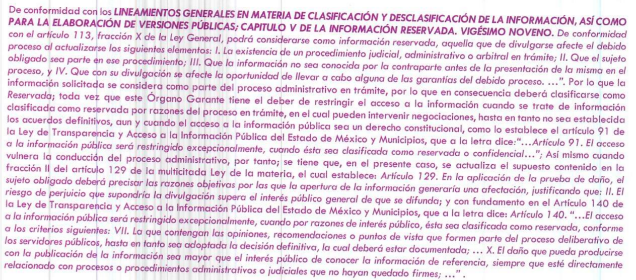 De conformidad con los LINEAMIENTOS GENERALES EN MATERIA DE CLASIFICACIÓN Y DESCLASIFICACIÓN DE LA INFORMACIÓN, ASÍ COMO
PARA LA ELABORACIÓN DE VERSIONES PÚBLICAS; CAPITULO V DE LA INFORMACIÓN RESERVADA. VIGÉSIMO NOVENO. De conformidad
con el artículo 113, fracción X de la Ley General, podrá considerarse como información reservada, aquella que de divulgarse afecte el debido
proceso al actualizarse los siguientes elementos: I. La existencia de un procedimiento judicial, administrativo o arbitral en trámite; II. Que el sujeto
obligado sea parte en ese procedimiento; III. Que la información no sea conocida por la contraparte antes de la presentación de la misma en el
proceso, y IV. Que con su divulgación se afecte la oportunidad de llevar a cabo alguna de las garantías del debido proceso. ...". Por lo que la
información solicitada se considera como parte del proceso administrativo en trámite, por lo que en consecuencia deberá clasificarse como
Reservada; toda vez que este Órgano Garante tiene el deber de restringir el acceso a la información cuando se trate de información
clasificada como reservada por razones del proceso en trámite, en el cual pueden intervenir negociaciones, hasta en tanto no sea establecida
los acuerdos definitivos, aun y cuando el acceso a la información pública sea un derecho constitucional, como lo establece el artículo 91 de
la Ley de Transparencia y Acceso a la Información Pública del Estado de México y Municipios, que a la letra dice:"...Artículo 91. El acceso
a la información pública será restringido excepcionalmente, cuando ésta sea clasificada como reservada o confidencial..."; Así mismo cuando
vulnera la conducción del proceso administrativo, por tanto; se tiene que, en el presente caso, se actualiza el supuesto contenido en la
fracción II del artículo 129 de la multicitada Ley de la materia, el cual establece: Artículo 129. En la aplicación de la prueba de daño, el
sujeto obligado deberá precisar las razones objetivas por las que la apertura de la información generaría una afectación, justificando que: II. El
riesgo de perjuicio que supondría la divulgación supera el interés público general de que se difunda; y con fundamento en el Artículo 140 de
la Ley de Transparencia y Acceso a la Información Pública del Estado de México y Municipios, que a la letra dice: Artículo 140. "...El acceso
a la información pública será restringido excepcionalmente, cuando por razones de interés público, ésta sea clasificada como reservada, conforme
a los criterios siguientes: VII. La que contengan las opiniones, recomendaciones o puntos de vista que formen parte del proceso deliberativo de
los servidores públicos, hasta en tanto sea adoptada la decisión definitiva, la cual deberá estar documentada; ... X. El daño que pueda producirse
con la publicación de la información sea mayor que el interés público de conocer la información de referencia, siempre que esté directamente
relacionado con procesos o procedimientos administrativos o judiciales que no hayan quedado firmes; ..." .